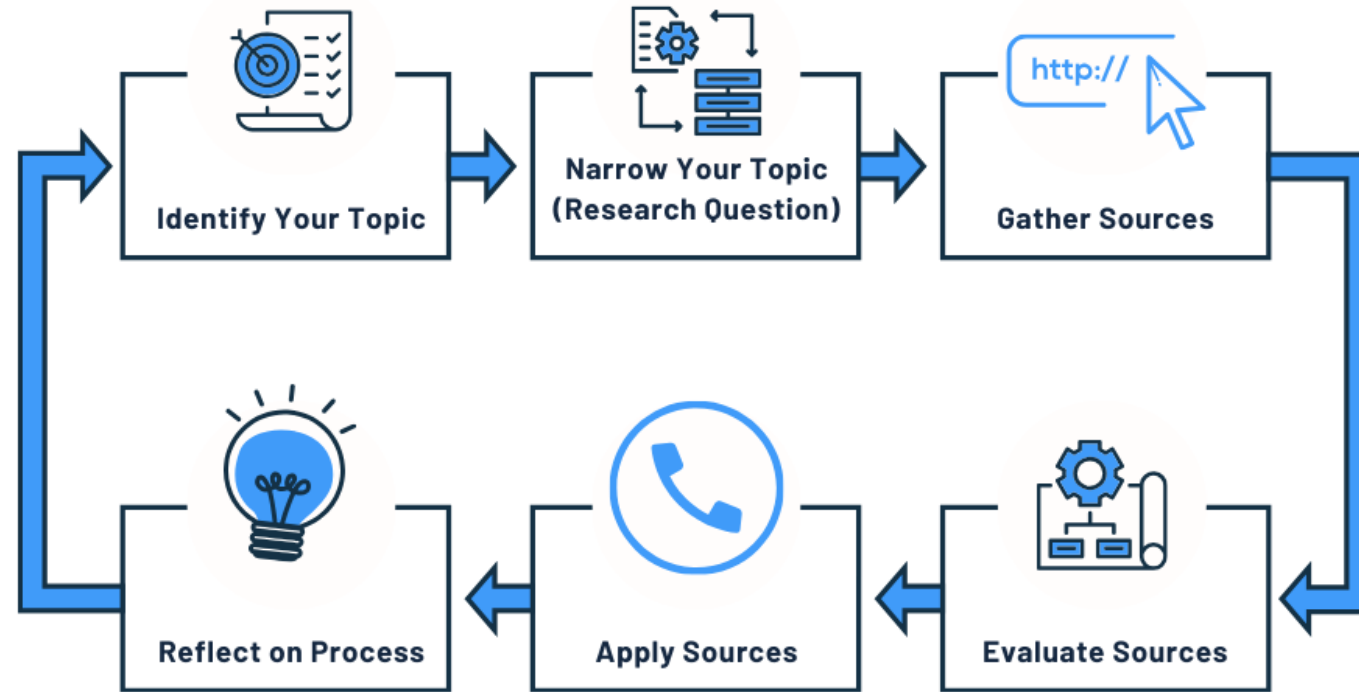 Identify Your Topic
Narrow Your Topic
(Research Question)
http://
Gather Sources
Reflect on Process
Apply Sources
Evaluate Sources